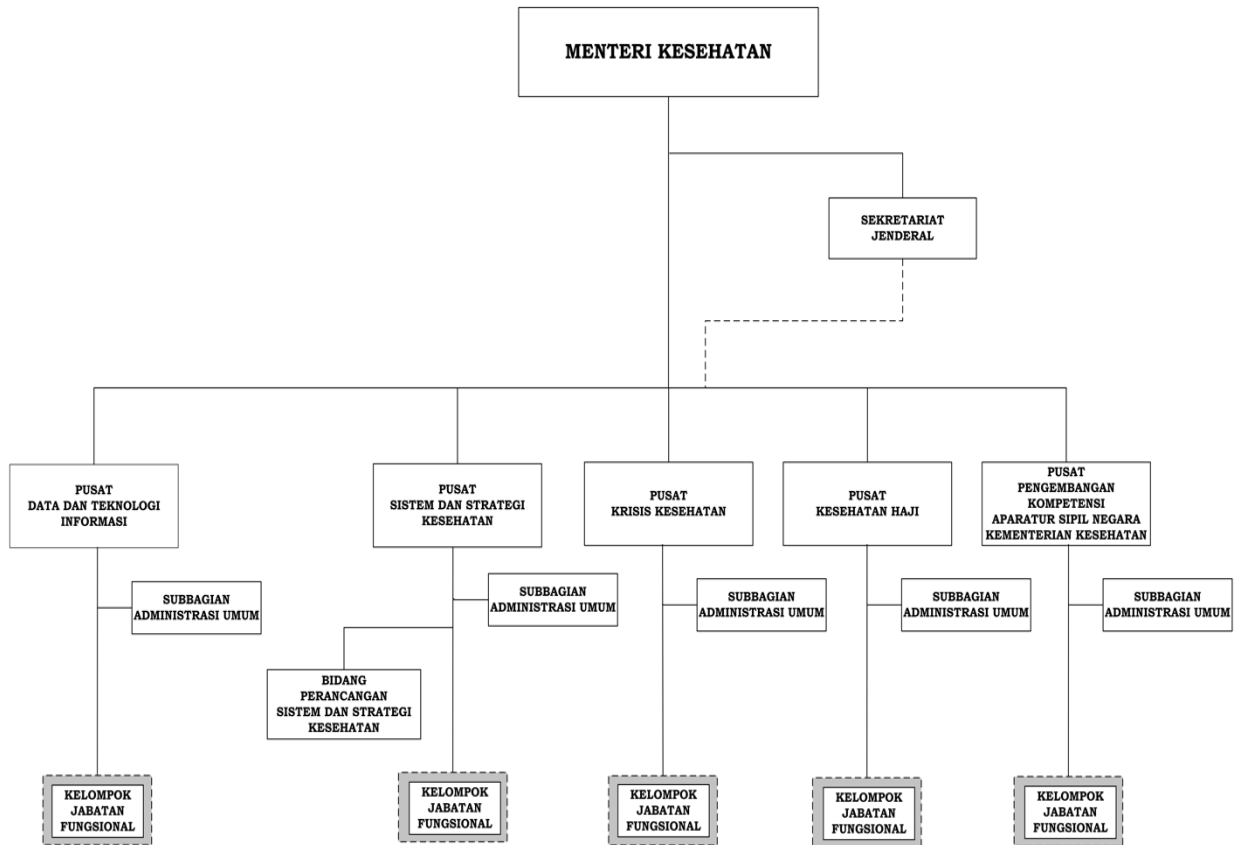 MENTERI KESEHATAN
SEKRETARIAT
JENDERAL
PUSAT
DATA DAN TEKNOLOGI
INFORMASI
PUSAT
SISTEM DAN STRATEGI
KESEHATAN
PUSAT
KRISIS KESEHATAN
PUSAT
KESEHATAN HAJI
PUSAT
PENGEMBANGAN
KOMPETENSI
APARATUR SIPIL NEGARA
KEMENTERIAN KESEHATAN
SUBBAGIAN
ADMINISTRASI UMUM
SUBBAGIAN
ADMINISTRASI UMUM
SUBBAGIAN
ADMINISTRASI UMUM
SUBBAGIAN
ADMINISTRASI UMUM
SUBBAGIAN
ADMINISTRASI UMUM
BIDANG
PERANCANGAN
SISTEM DAN STRATEGI
KESEHATAN
KELOMPOK
JABATAN
FUNGSIONAL
KELOMPOK
JABATAN
FUNGSIONAL
KELOMPOK
JABATAN
FUNGSIONAL
KELOMPOK
JABATAN
FUNGSIONAL
KELOMPOK
JABATAN
FUNGSIONAL